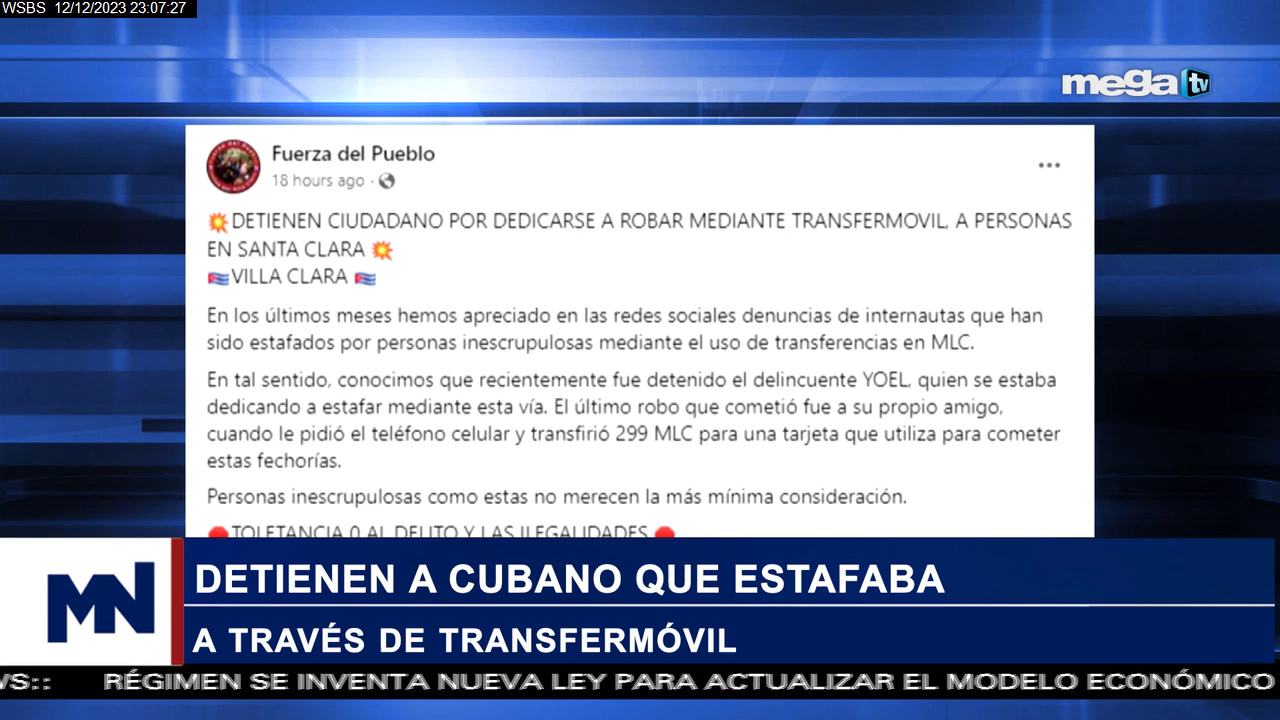 WSBS 12/12/2023 23:07:27
mega tv
Fuerza del Pueblo
18 hours ago ·
💥DETIENEN CIUDADANO POR DEDICARSE A ROBAR MEDIANTE TRANSFERMOVIL, A PERSONAS
EN SANTA CLARA 💥
🇨🇺VILLA CLARA 🇨🇺
En los últimos meses hemos apreciado en las redes sociales denuncias de internautas que han
sido estafados por personas inescrupulosas mediante el uso de transferencias en MLC.
En tal sentido, conocimos que recientemente fue detenido el delincuente YOEL, quien se estaba
dedicando a estafar mediante esta vía. El último robo que cometió fue a su propio amigo,
cuando le pidió el teléfono celular y transfirió 299 MLC para una tarjeta que utiliza para cometer
estas fechorías.
Personas inescrupulosas como estas no merecen la más mínima consideración.
🔴TOLETANCIA 0 AL DELITO Y LAS ILEGALIDADES 🔴
MN
DETIENEN A CUBANO QUE ESTAFABA
A TRAVÉS DE TRANSFERMÓVIL
WS:: RÉGIMEN SE INVENTA NUEVA LEY PARA ACTUALIZAR EL MODELO ECONÓMICO